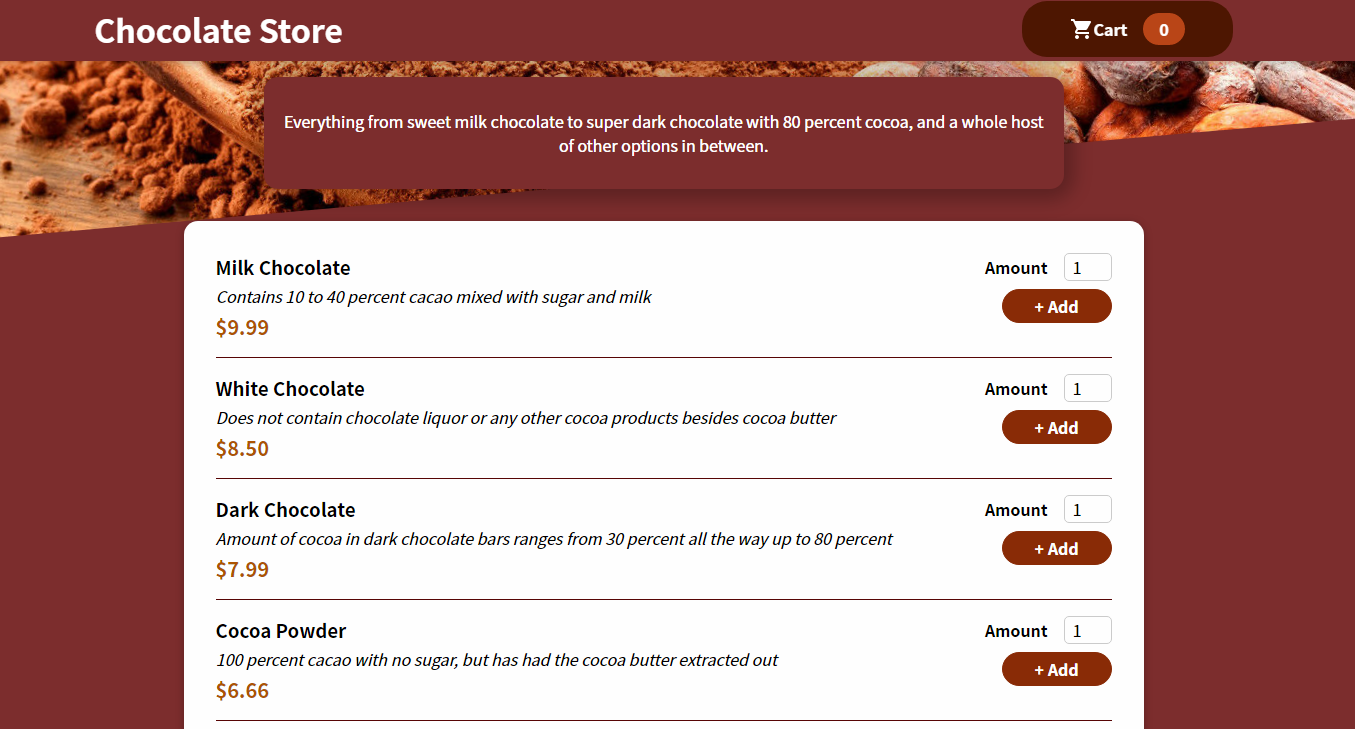 Chocolate Store
Cart 0
Everything from sweet milk chocolate to super dark chocolate with 80 percent cocoa, and a whole host
of other options in between.
Milk Chocolate
Contains 10 to 40 percent cacao mixed with sugar and milk
$9.99
Amount 1
+ Add
White Chocolate
Does not contain chocolate liquor or any other cocoa products besides cocoa butter
$8.50
Amount 1
+ Add
Dark Chocolate
Amount of cocoa in dark chocolate bars ranges from 30 percent all the way up to 80 percent
$7.99
Amount 1
+ Add
Cocoa Powder
100 percent cacao with no sugar, but has had the cocoa butter extracted out
$6.66
Amount 1
+ Add